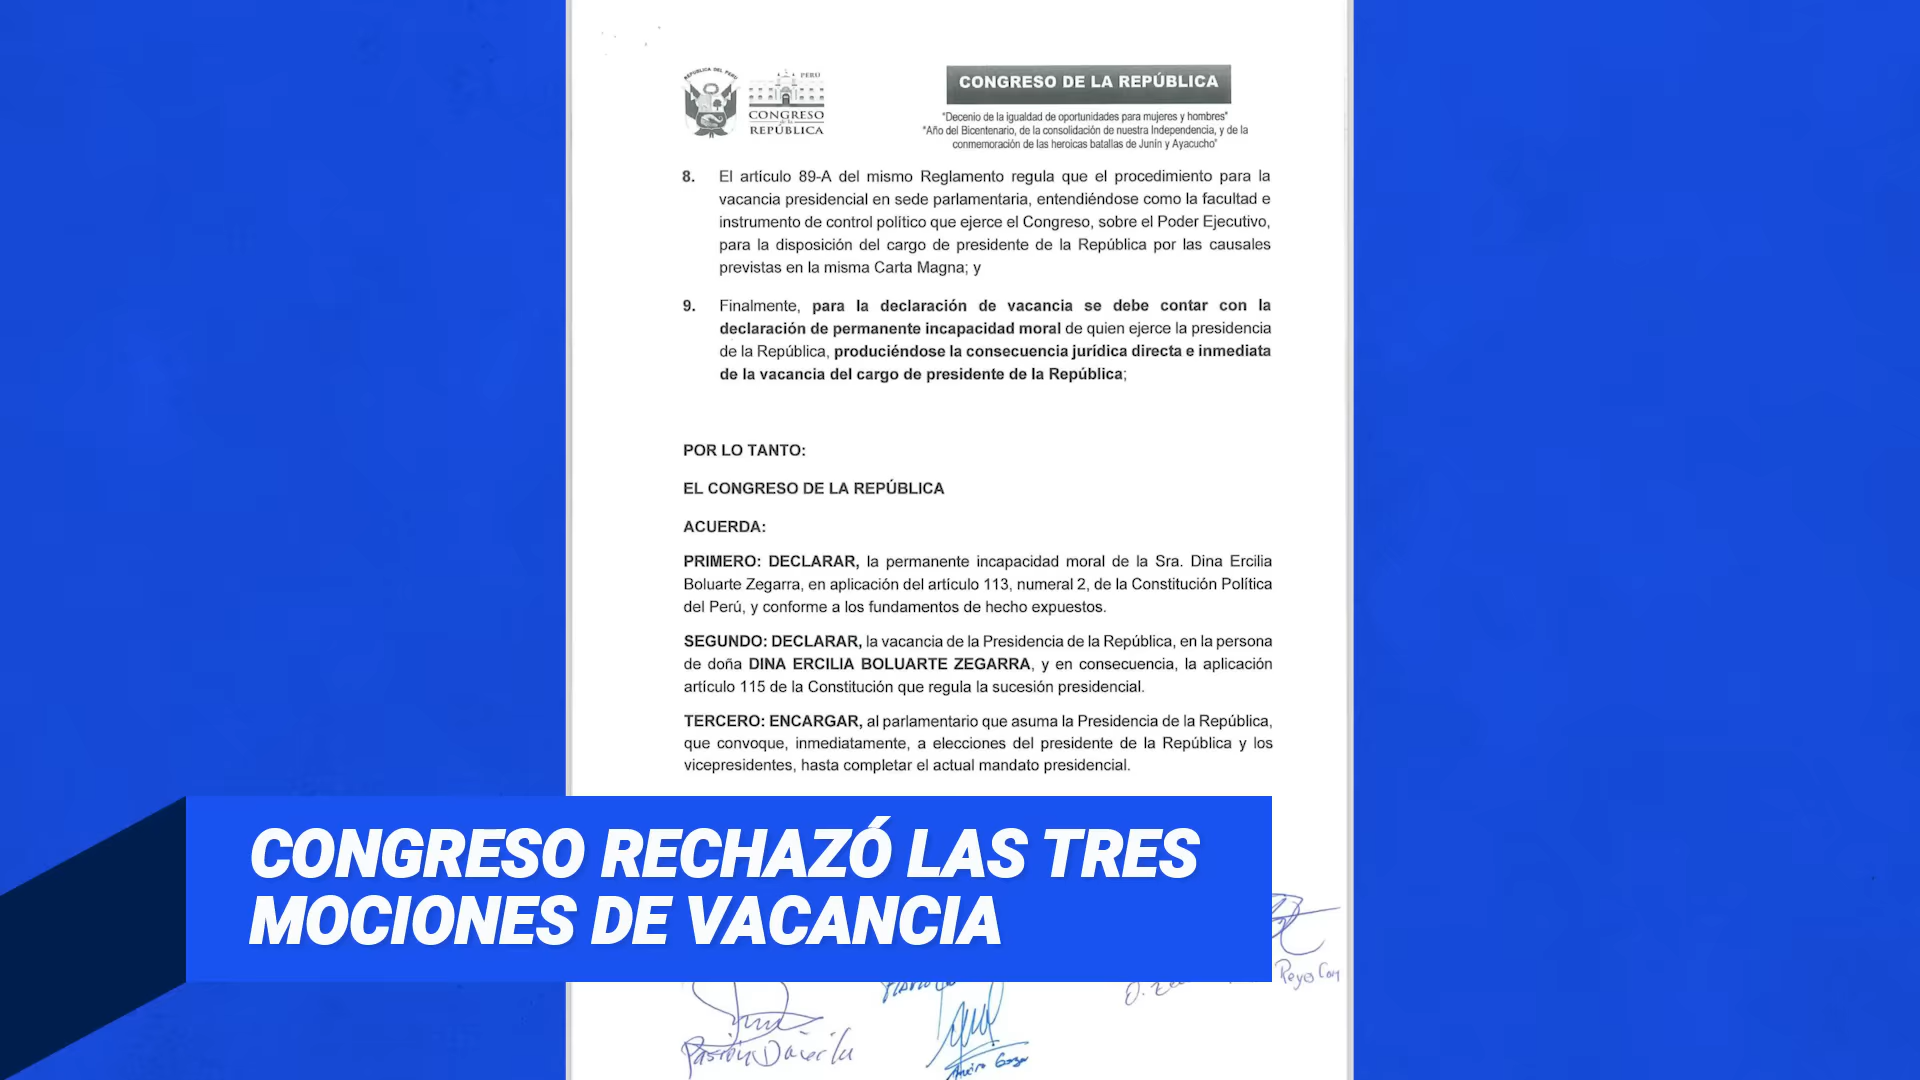 REPÚBLICA DEL PERÚ
PERÚ
CONGRESO
de la
REPÚBLICA
CONGRESO DE LA REPÚBLICA
"Decenio de la igualdad de oportunidades para mujeres y hombres"
"Año del Bicentenario, de la consolidación de nuestra Independencia, y de la
conmemoración de las heroicas batallas de Junín y Ayacucho"
8. El artículo 89-A del mismo Reglamento regula que el procedimiento para la
vacancia presidencial en sede parlamentaria, entendiéndose como la facultad e
instrumento de control político que ejerce el Congreso, sobre el Poder Ejecutivo,
para la disposición del cargo de presidente de la República por las causales
previstas en la misma Carta Magna; y
9. Finalmente, para la declaración de vacancia se debe contar con la
declaración de permanente incapacidad moral de quien ejerce la presidencia
de la República, produciéndose la consecuencia jurídica directa e inmediata
de la vacancia del cargo de presidente de la República;
POR LO TANTO:
EL CONGRESO DE LA REPÚBLICA
ACUERDA:
PRIMERO: DECLARAR, la permanente incapacidad moral de la Sra. Dina Ercilia
Boluarte Zegarra, en aplicación del artículo 113, numeral 2, de la Constitución Política
del Perú, y conforme a los fundamentos de hecho expuestos.
SEGUNDO: DECLARAR, la vacancia de la Presidencia de la República, en la persona
de doña DINA ERCILIA BOLUARTE ZEGARRA, y en consecuencia, la aplicación
artículo 115 de la Constitución que regula la sucesión presidencial.
TERCERO: ENCARGAR, al parlamentario que asuma la Presidencia de la República,
que convoque, inmediatamente, a elecciones del presidente de la República y los
vicepresidentes, hasta completar el actual mandato presidencial.
CONGRESO RECHAZÓ LAS TRES
MOCIONES DE VACANCIA